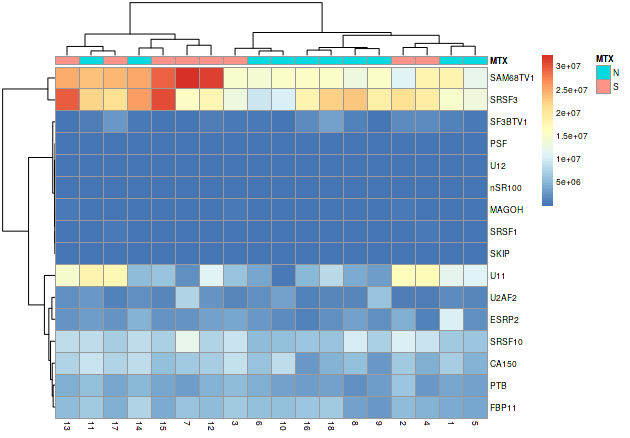 MTX
SAM68TV1
SRSF3
SF3BTV1
PSF
U12
nSR100
MAGOH
SRSF1
SKIP
U11
U2AF2
ESRP2
SRSF10
CA150
PTB
FBP11
13 11 17 14 15 7 12 3 6 10 16 18 8 9 2 4 1 5
3e+07
2.5e+07
2e+07
1.5e+07
1e+07
5e+06
MTX
N
S